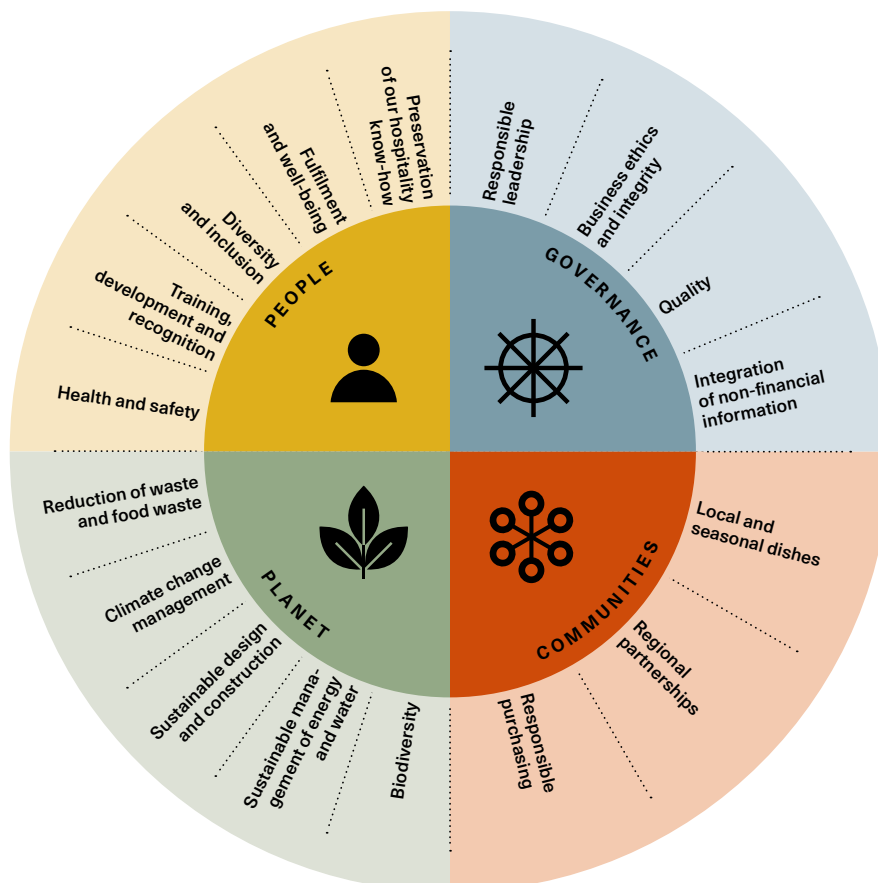 PEOPLE
Health and safety
Training,
development and
recognition
Diversity
and inclusion
Fulfilment
and well-being
Preservation
of our hospitality
know-how
GOVERNANCE
Responsible
leadership
Business ethics
and integrity
Quality
Integration
of non-financial
information
COMMUNITIES
Local and
seasonal dishes
Regional
partnerships
Responsible
purchasing
PLANET
Biodiversity
Sustainable mana-
gement of energy
and water
Sustainable design
and construction
Climate change
management
Reduction of waste
and food waste